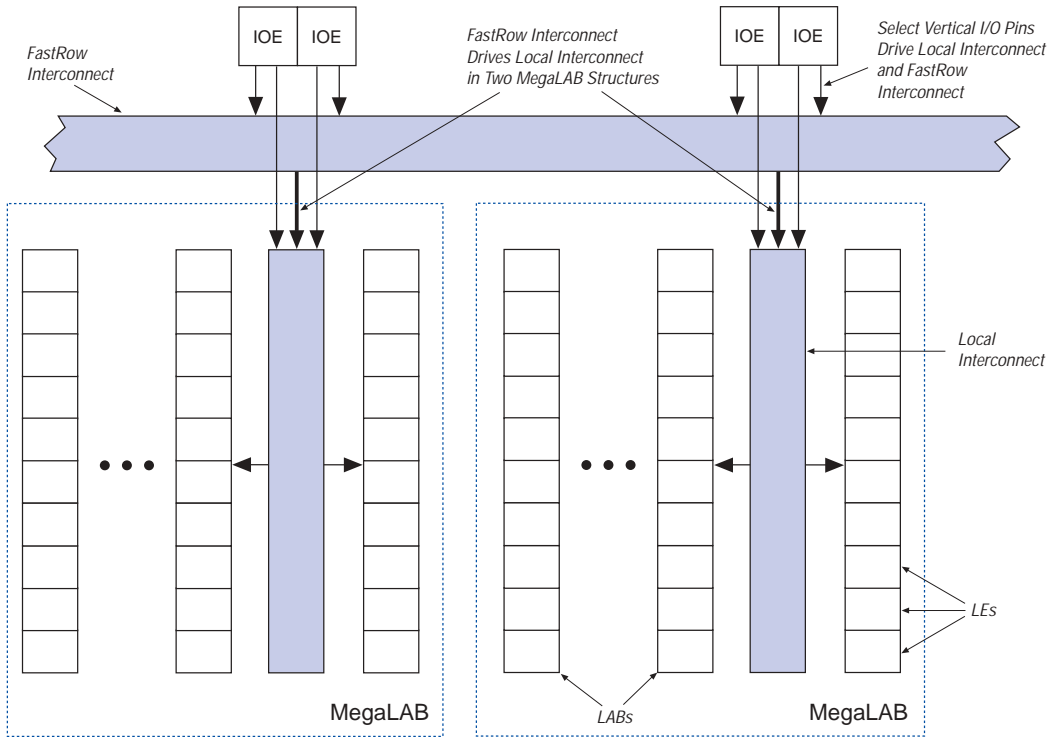 IOE IOE
FastRow Interconnect
Drives Local Interconnect
in Two MegaLAB Structures
IOE IOE
Select Vertical I/O Pins
Drive Local Interconnect
and FastRow
Interconnect
FastRow
Interconnect
Local
Interconnect
LEs
LABs
MegaLAB
MegaLAB